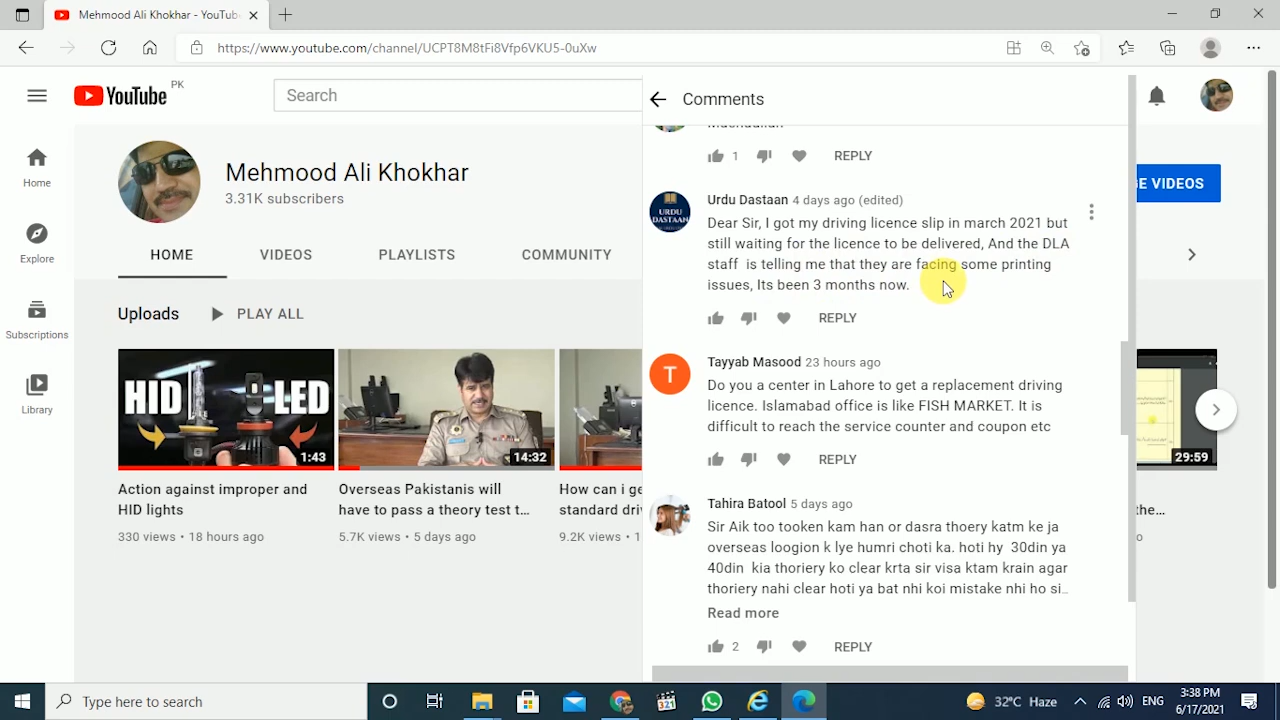 Mehmood Ali Khokhar - YouTub
https://www.youtube.com/channel/UCPT8M8tFi8Vfp6VKU5-0uXw
YouTube PK
Search
Home
Explore
Subscriptions
Library
Mehmood Ali Khokhar
3.31K subscribers
HOME VIDEOS PLAYLISTS COMMUNITY
Uploads PLAY ALL
HID LED
1:43
14:32
Action against improper and
HID lights
330 views • 18 hours ago
Overseas Pakistanis will
have to pass a theory test t...
5.7K views • 5 days ago
How can i ge
standard dri
9.2K views • 1
Comments
1 REPLY
URDU
DASTAAN
Urdu Dastaan 4 days ago (edited)
Dear Sir, I got my driving licence slip in march 2021 but
still waiting for the licence to be delivered, And the DLA
staff is telling me that they are facing some printing
issues, Its been 3 months now.
REPLY
T
Tayyab Masood 23 hours ago
Do you a center in Lahore to get a replacement driving
licence. Islamabad office is like FISH MARKET. It is
difficult to reach the service counter and coupon etc
REPLY
Tahira Batool 5 days ago
Sir Aik too tooken kam han or dasra thoery katm ke ja
overseas loogion k lye humri choti ka. hoti hy 30din ya
40din kia thoriery ko clear krta sir visa ktam krain agar
thoriery nahi clear hoti ya bat nhi koi mistake nhi ho si...
Read more
2 REPLY
GE VIDEOS
29:59
the...
Type here to search
321
32°C Haze
ENG
3:38 PM
6/17/2021